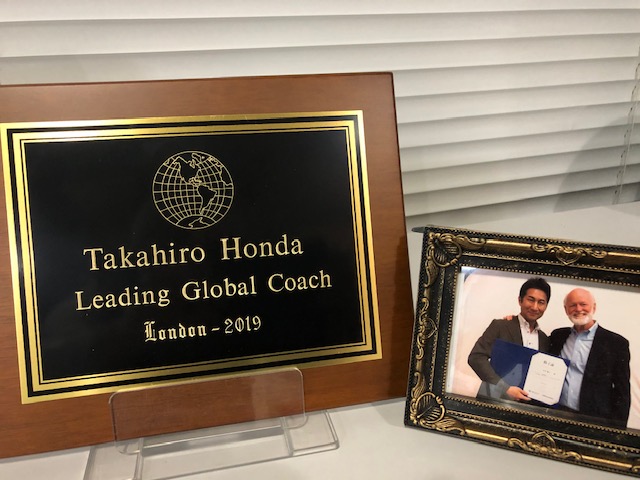 Takahiro Honda
Leading Global Coach
London - 2019